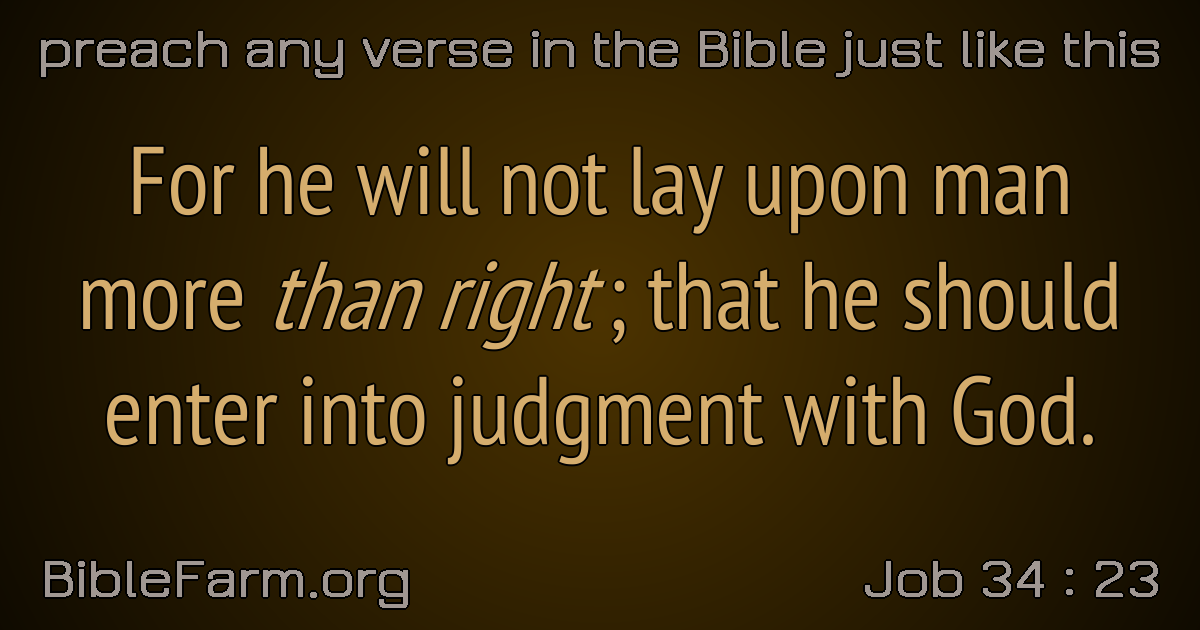 preach any verse in the Bible just like this
For he will not lay upon man
more than right; that he should
enter into judgment with God.
BibleFarm.org
Job 34 : 23